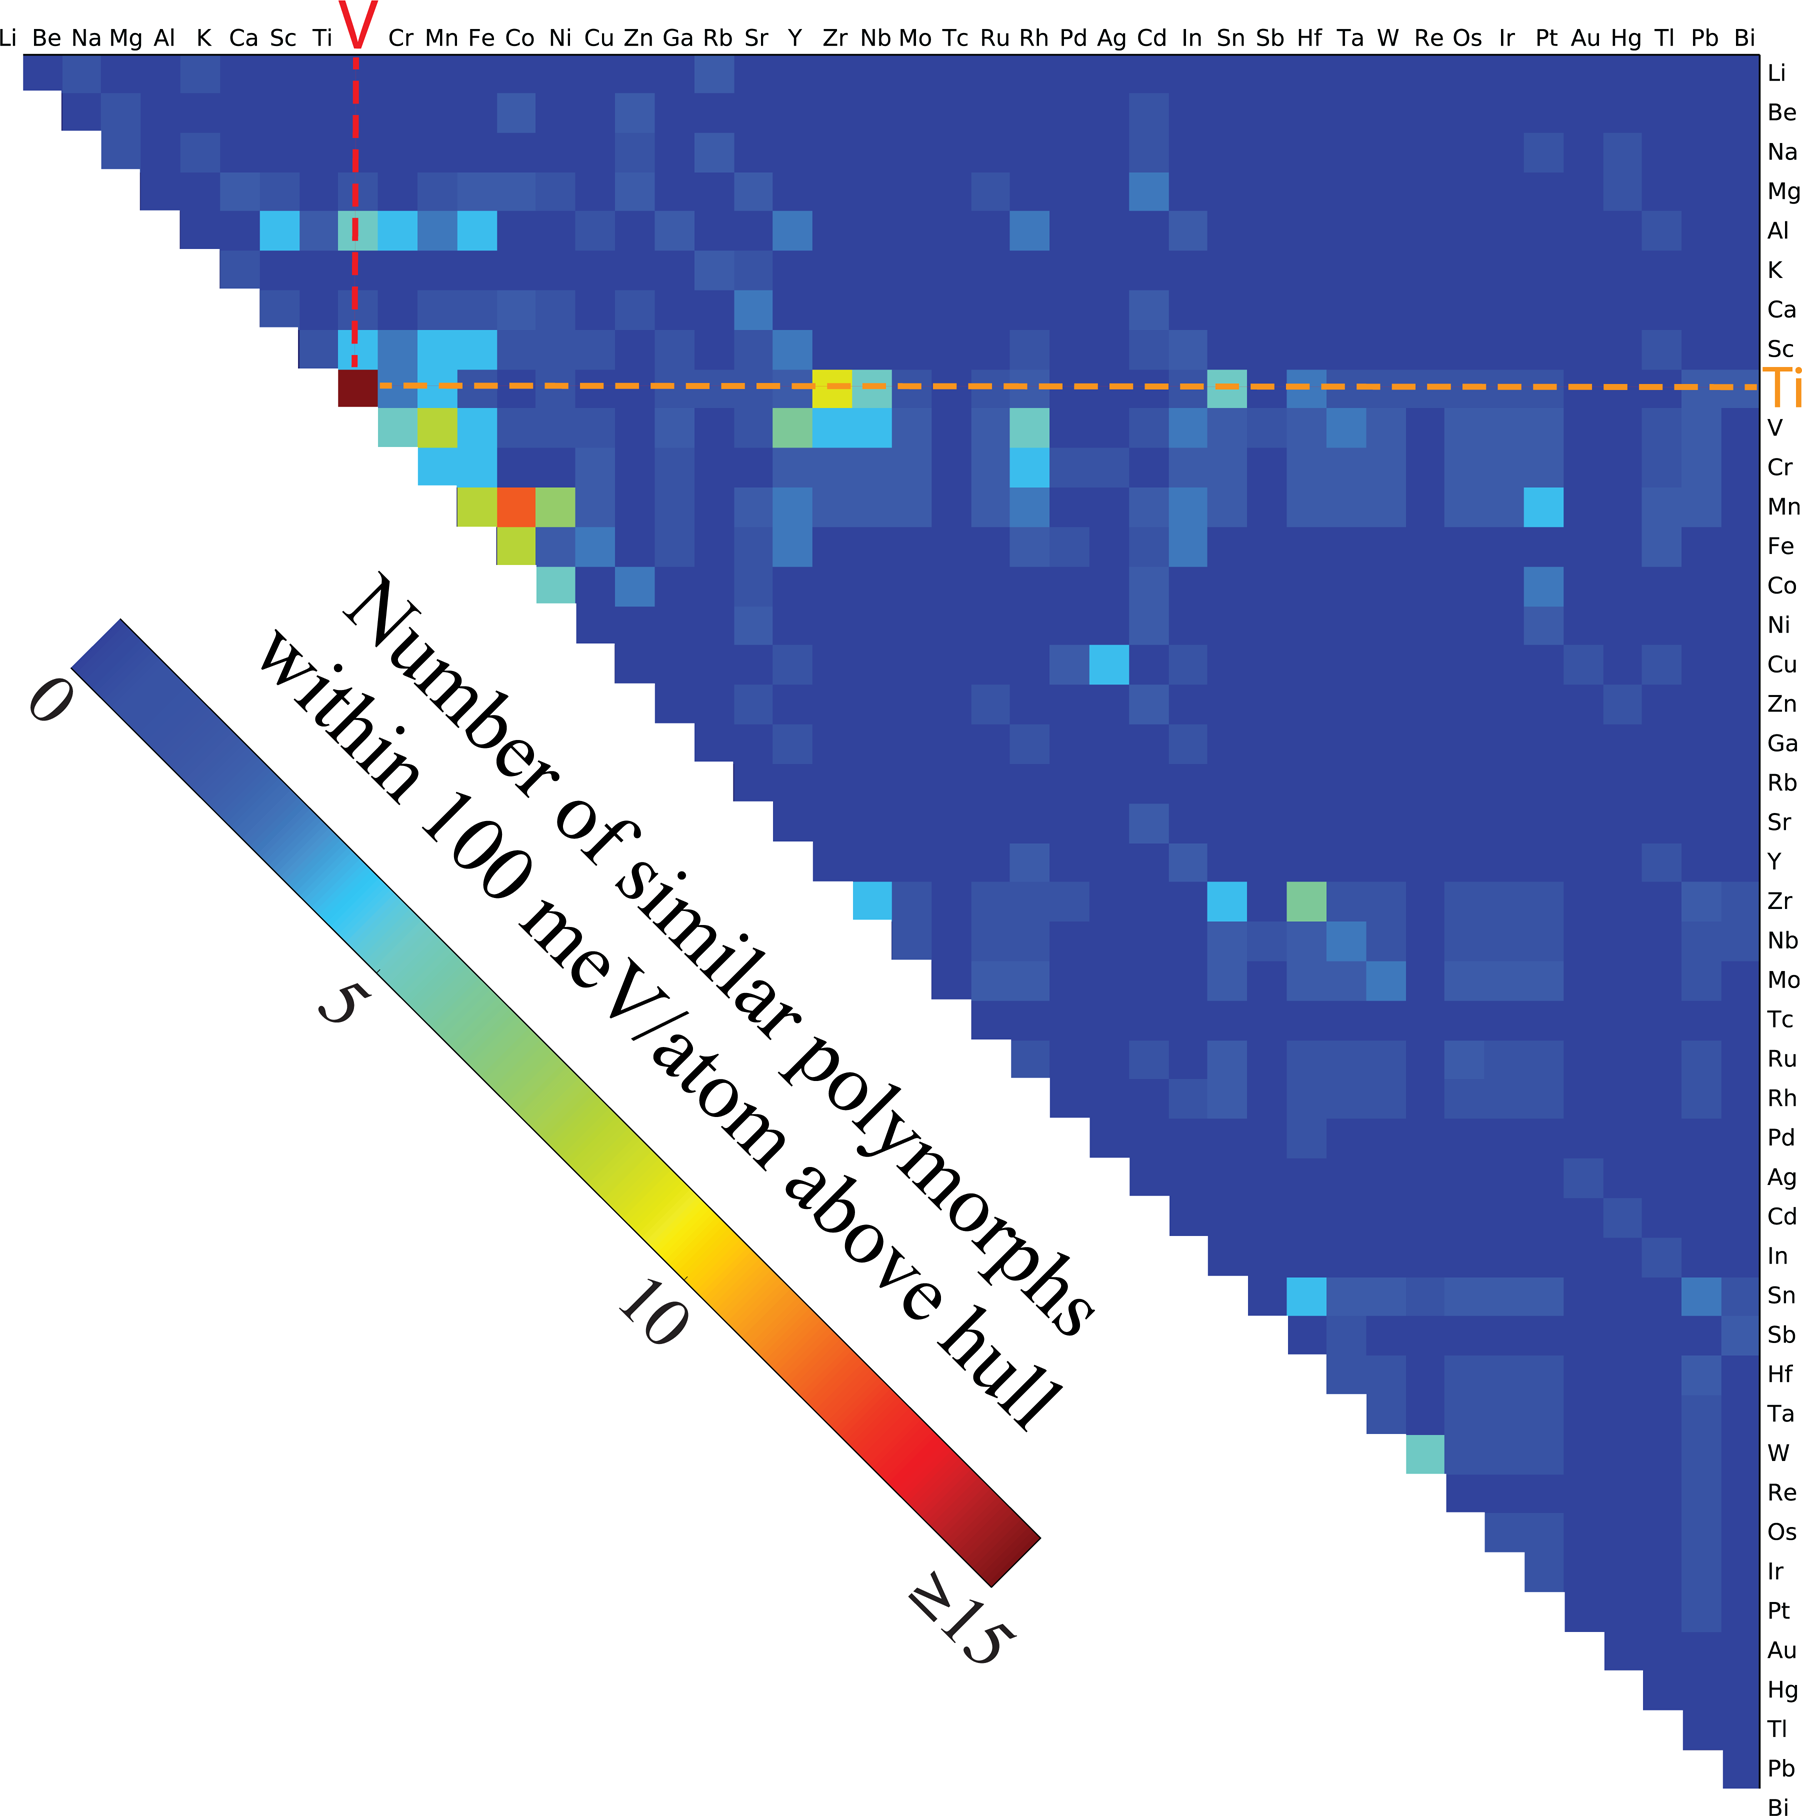 Li Be Na Mg Al K Ca Sc Ti V Cr Mn Fe Co Ni Cu Zn Ga Rb Sr Y Zr Nb Mo Tc Ru Rh Pd Ag Cd In Sn Sb Hf Ta W Re Os Ir Pt Au Hg Tl Pb Bi
Li
Be
Na
Mg
Al
K
Ca
Sc
Ti
V
Cr
Mn
Fe
Co
Ni
Cu
Zn
Ga
Rb
Sr
Y
Zr
Nb
Mo
Tc
Ru
Rh
Pd
Ag
Cd
In
Sn
Sb
Hf
Ta
W
Re
Os
Ir
Pt
Au
Hg
Tl
Pb
Bi
Number of similar polymorphs
within 100 meV/atom above hull
0
5
10
≥15